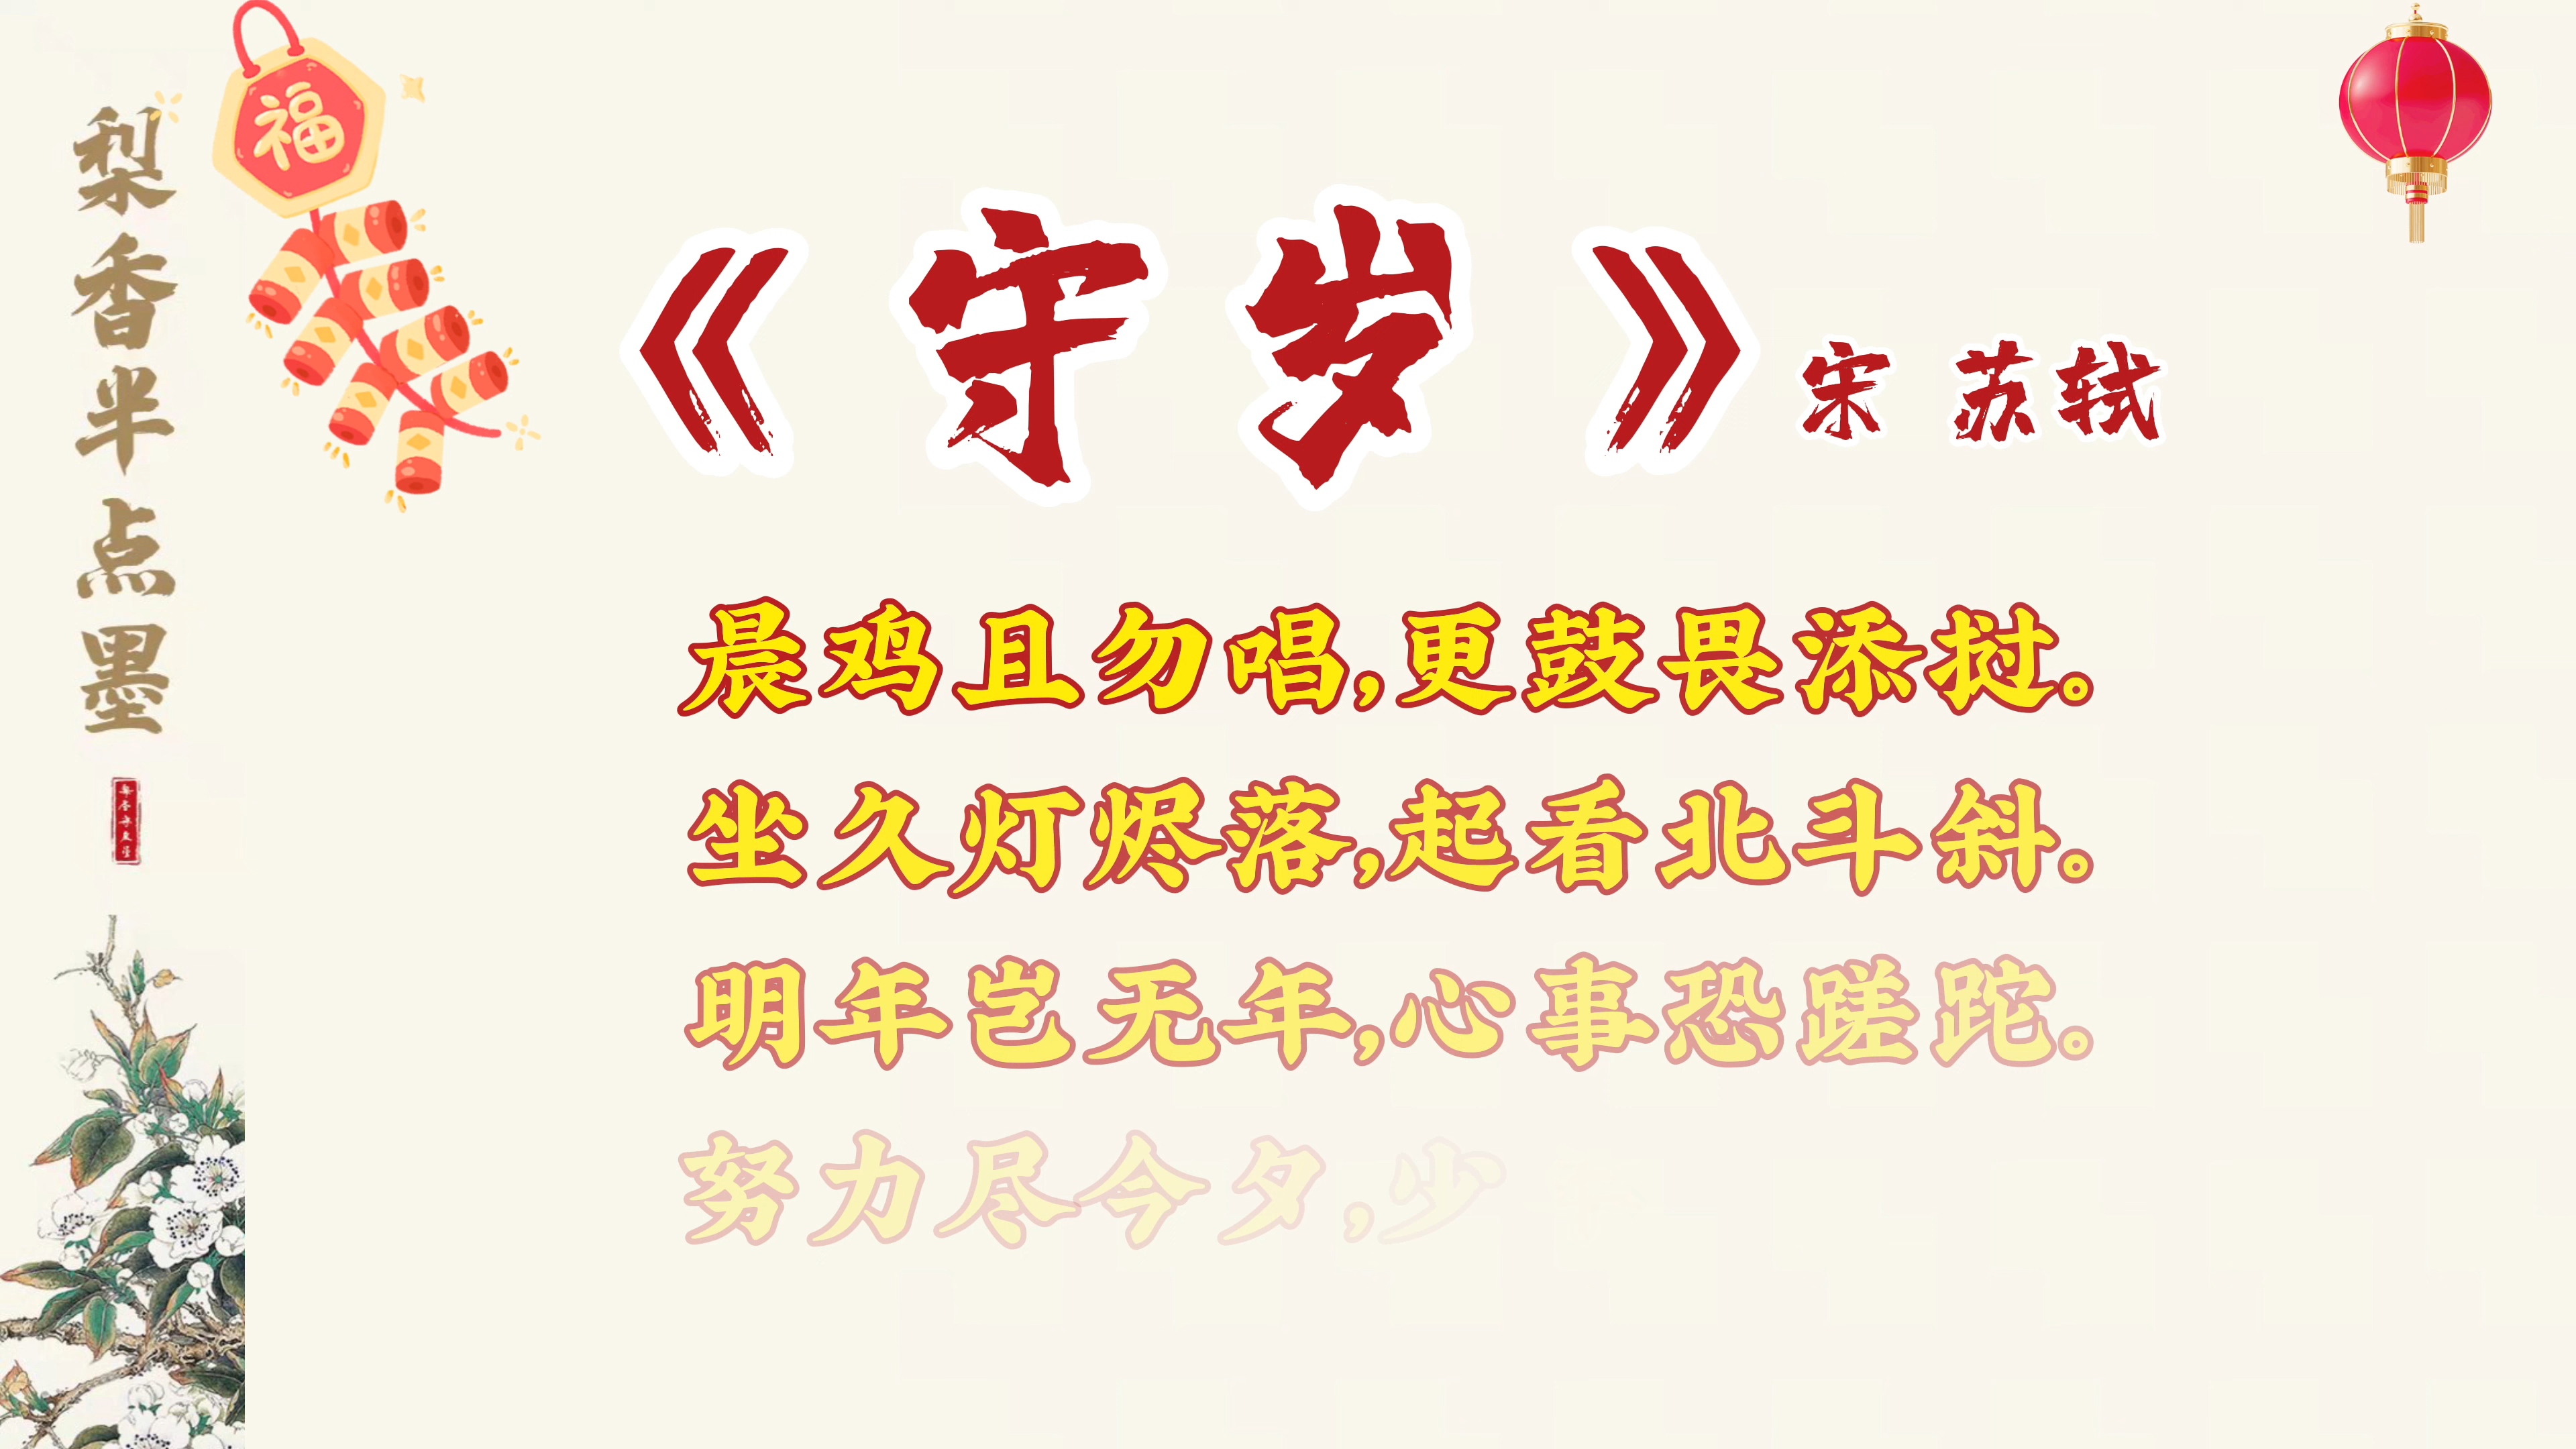 梨香半点墨
福
《守岁》宋 苏轼
晨鸡且勿唱,更鼓畏添挝。
坐久灯烬落,起看北斗斜。
明年岂无年,心事恐蹉跎。
努力尽今夕,少